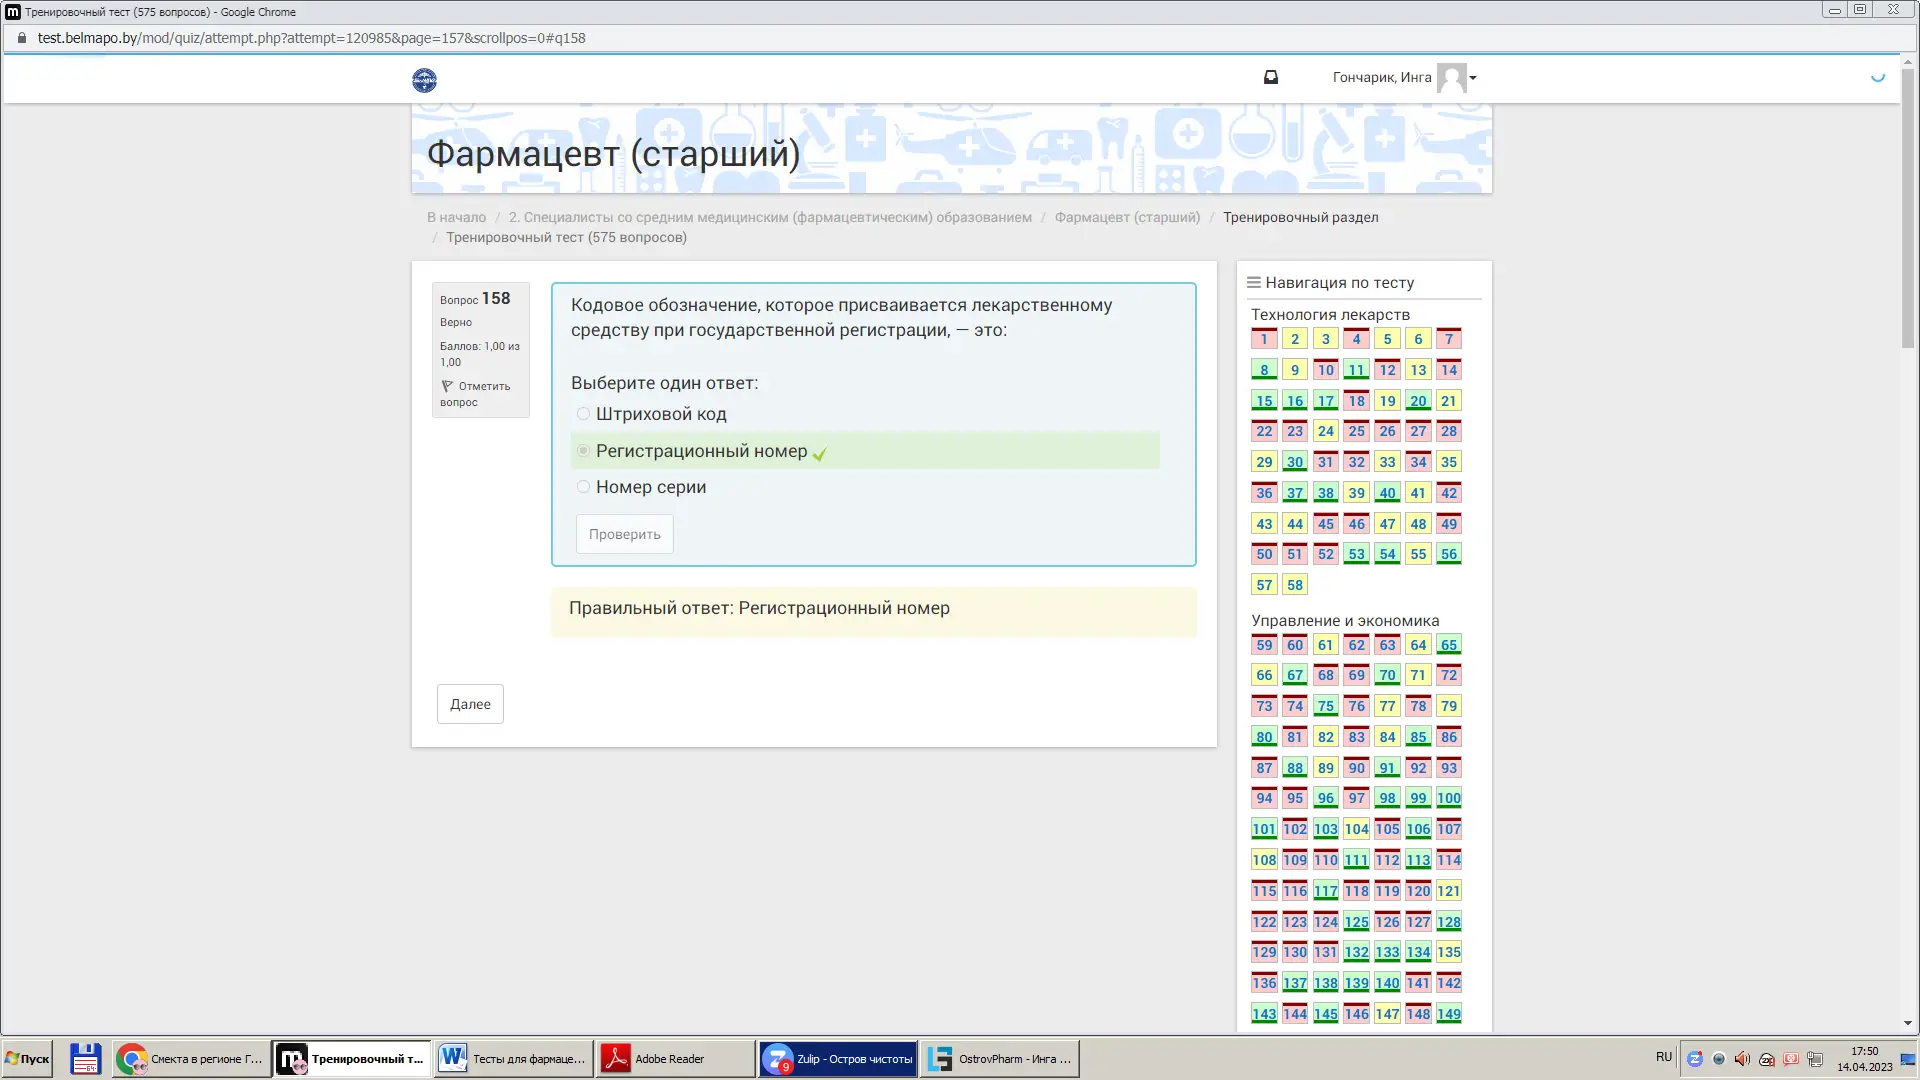 Тренировочный тест (575 вопросов) - Google Chrome
test.belmapo.by/mod/quiz/attempt.php?attempt=120985&page=157&scrollpos=0#q158
Гончарик, Инга
Фармацевт (старший)
В начало / 2. Специалисты со средним медицинским (фармацевтическим) образованием / Фармацевт (старший) / Тренировочный раздел
/ Тренировочный тест (575 вопросов)
Вопрос 158
Верно
Баллов: 1,00 из
1,00
Отметить
вопрос
Кодовое обозначение, которое присваивается лекарственному
средству при государственной регистрации, — это:
Выберите один ответ:
Штриховой код
Регистрационный номер
Номер серии
Проверить
Правильный ответ: Регистрационный номер
Далее
Навигация по тесту
Технология лекарств
1 2 3 4 5 6 7
8 9 10 11 12 13 14
15 16 17 18 19 20 21
22 23 24 25 26 27 28
29 30 31 32 33 34 35
36 37 38 39 40 41 42
43 44 45 46 47 48 49
50 51 52 53 54 55 56
57 58
Управление и экономика
59 60 61 62 63 64 65
66 67 68 69 70 71 72
73 74 75 76 77 78 79
80 81 82 83 84 85 86
87 88 89 90 91 92 93
94 95 96 97 98 99 100
101 102 103 104 105 106 107
108 109 110 111 112 113 114
115 116 117 118 119 120 121
122 123 124 125 126 127 128
129 130 131 132 133 134 135
136 137 138 139 140 141 142
143 144 145 146 147 148 149
Пуск
Смекта в регионе Г...
Тренировочный т...
Тесты для фармаце...
Adobe Reader
9
Zulip - Остров чистоты
OstrovPharm - Инга ...
RU
17:50
14.04.2023